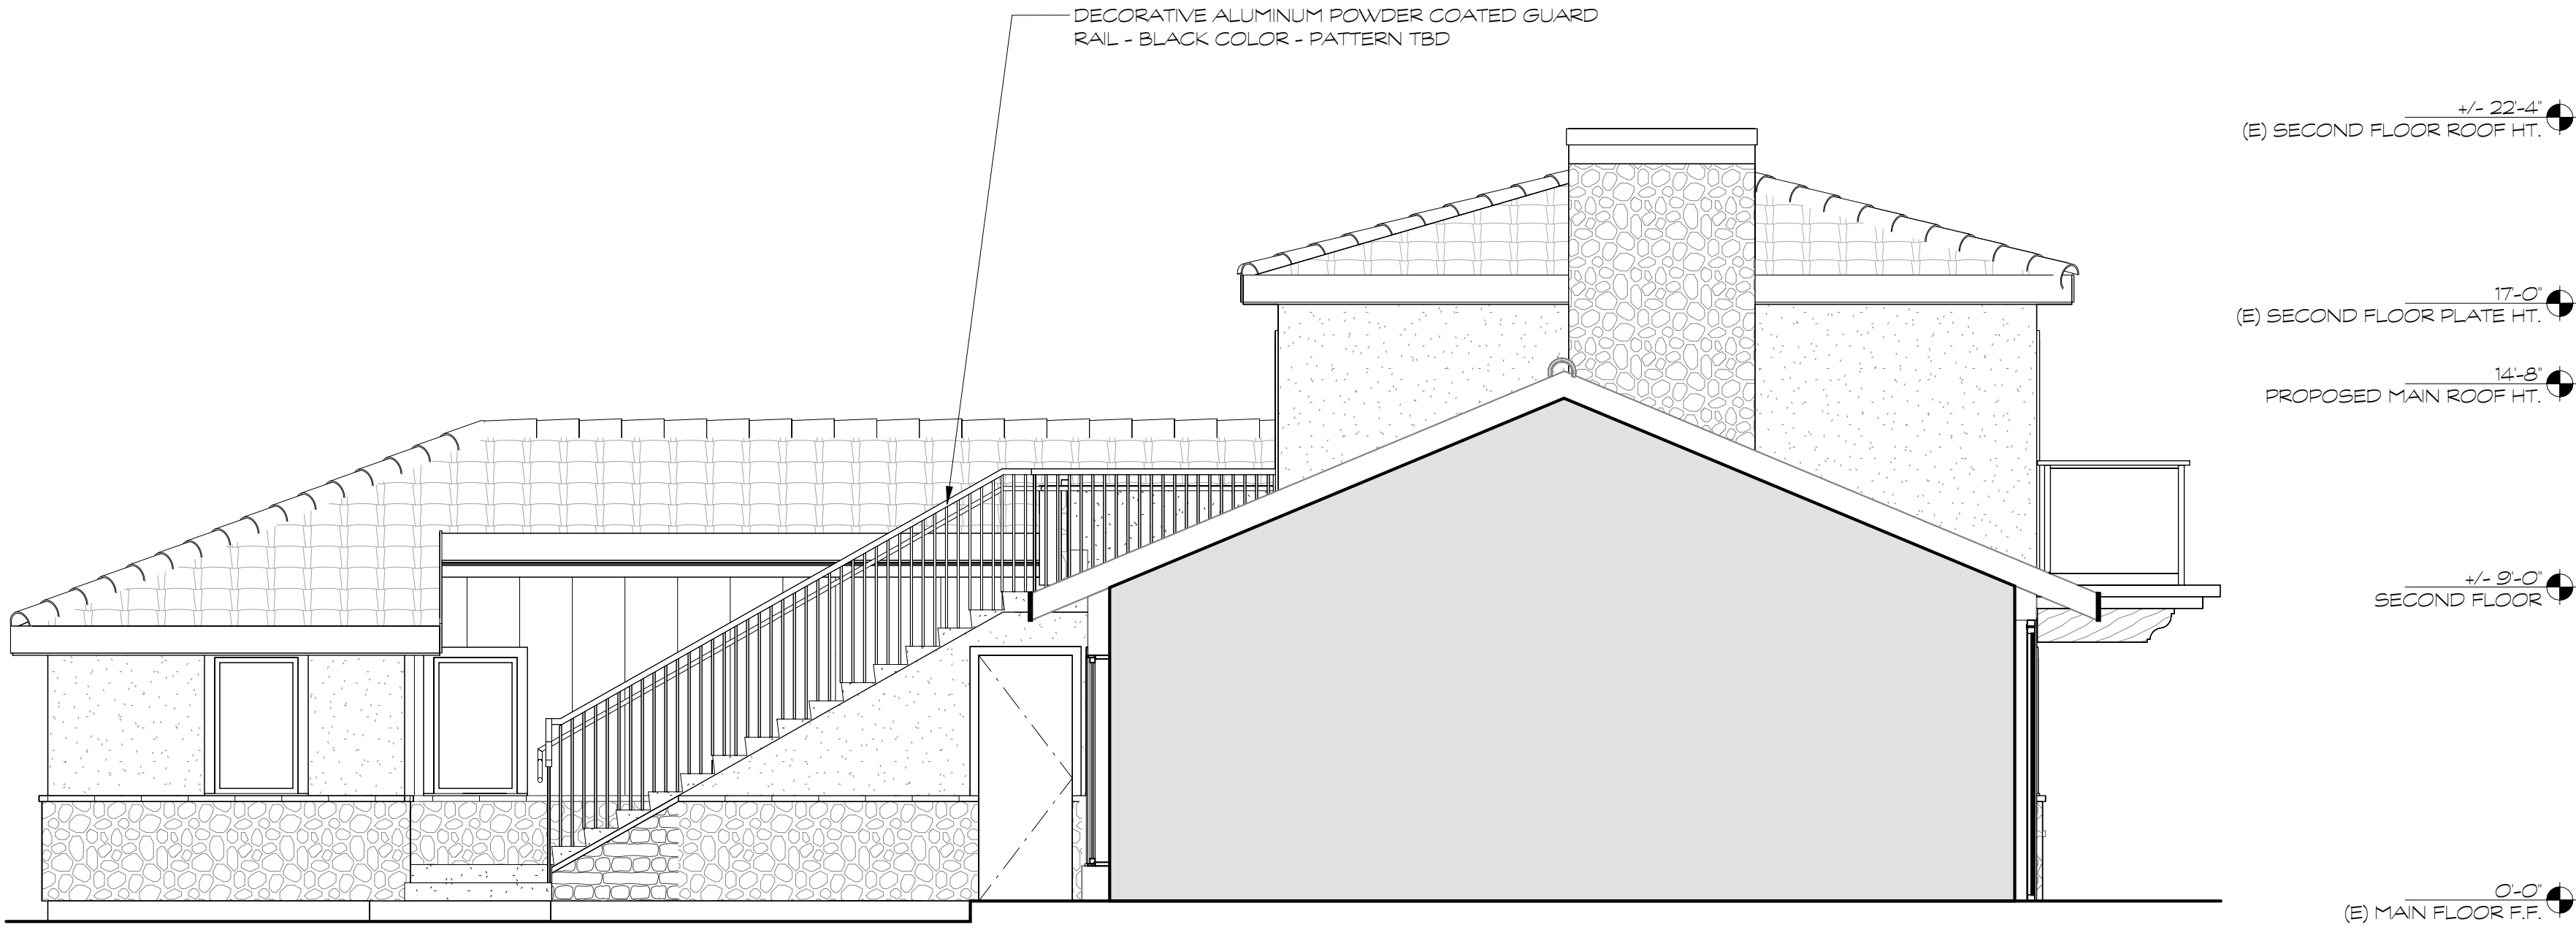 DECORATIVE ALUMINUM POWDER COATED GUARD
RAIL - BLACK COLOR - PATTERN TBD
+/- 22'-4"
(E) SECOND FLOOR ROOF HT.
17'-0"
(E) SECOND FLOOR PLATE HT.
14'-8"
PROPOSED MAIN ROOF HT.
+/- 9'-0"
SECOND FLOOR
0'-0"
(E) MAIN FLOOR F.F.